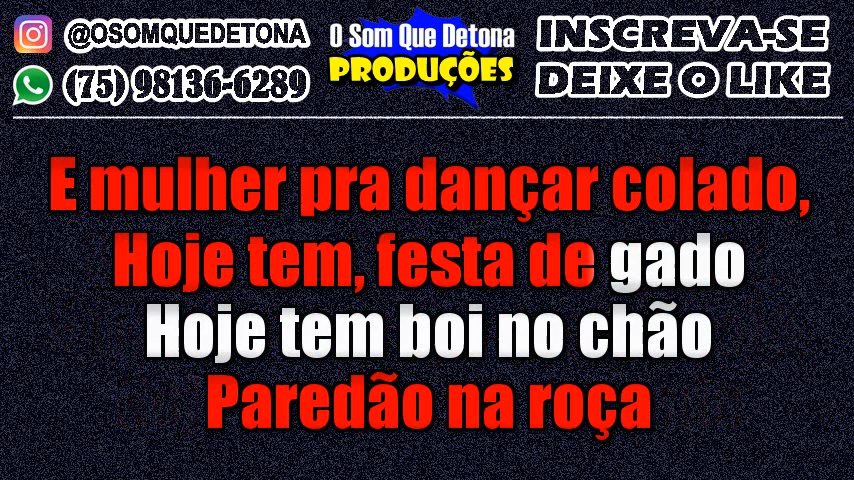 @OSOMQUEDETONA
(75) 98136-6289
O Som Que Detona
PRODUÇÕES
INSCREVA-SE
DEIXE O LIKE
E mulher pra dançar colado,
Hoje tem, festa de gado
Hoje tem boi no chão
Paredão na roça